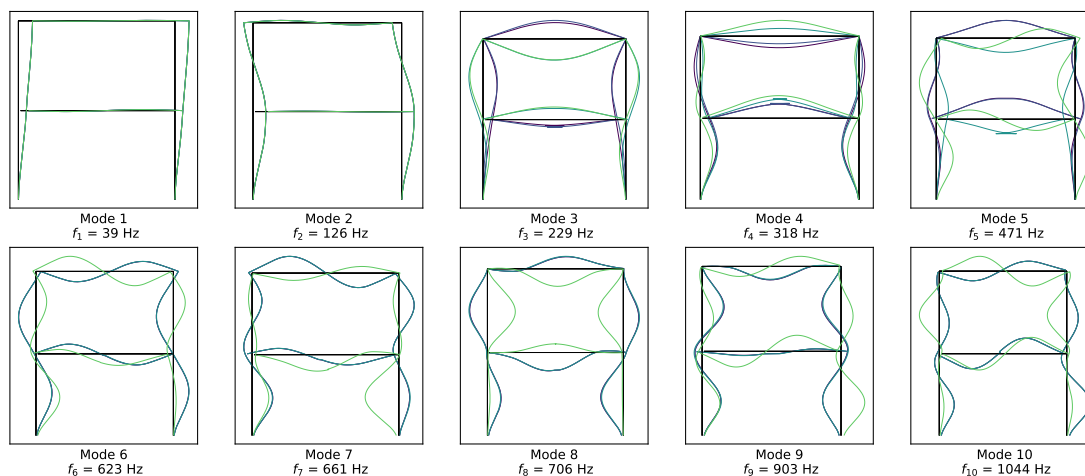 Mode 1
f₁ = 39 Hz
Mode 2
f₂ = 126 Hz
Mode 3
f₃ = 229 Hz
Mode 4
f₄ = 318 Hz
Mode 5
f₅ = 471 Hz
Mode 6
f₆ = 623 Hz
Mode 7
f₇ = 661 Hz
Mode 8
f₈ = 706 Hz
Mode 9
f₉ = 903 Hz
Mode 10
f₁₀ = 1044 Hz